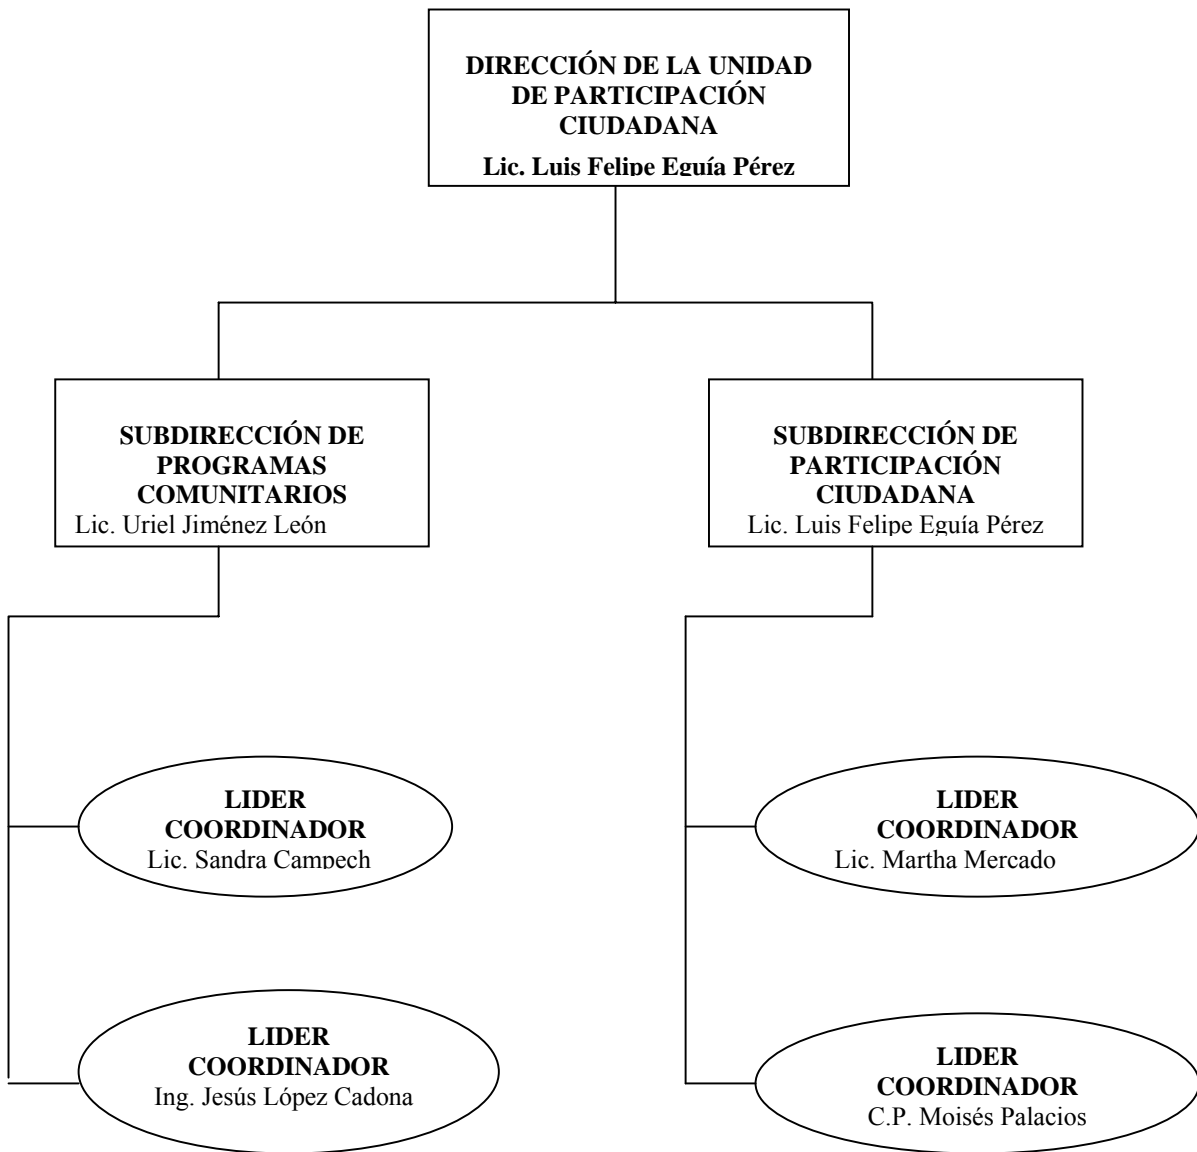 DIRECCIÓN DE LA UNIDAD
DE PARTICIPACIÓN
CIUDADANA
Lic. Luis Felipe Eguía Pérez
SUBDIRECCIÓN DE
PROGRAMAS
COMUNITARIOS
Lic. Uriel Jiménez León
SUBDIRECCIÓN DE
PARTICIPACIÓN
CIUDADANA
Lic. Luis Felipe Eguía Pérez
LIDER
COORDINADOR
Lic. Sandra Campech
LIDER
COORDINADOR
Lic. Martha Mercado
LIDER
COORDINADOR
Ing. Jesús López Cadona
LIDER
COORDINADOR
C.P. Moisés Palacios